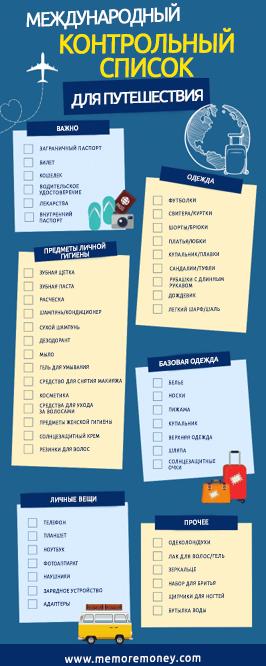 МЕЖДУНАРОДНЫЙ
КОНТРОЛЬНЫЙ
СПИСОК
ДЛЯ ПУТЕШЕСТВИЯ
ВАЖНО
ЗАГРАНИЧНЫЙ ПАСПОРТ
БИЛЕТ
КОШЕЛЕК
ВОДИТЕЛЬСКОЕ
УДОСТОВЕРЕНИЕ
ЛЕКАРСТВА
ВНУТРЕННИЙ
ПАСПОРТ
ОДЕЖДА
ФУТБОЛКИ
СВИТЕРА/КУРТКИ
ШОРТЫ/БРЮКИ
ПЛАТЬЯ/ЮБКИ
КУПАЛЬНИК/ПЛАВКИ
САНДАЛИИ/ТУФЛИ
РУБАШКИ С ДЛИННЫМ
РУКАВОМ
ДОЖДЕВИК
ЛЕГКИЙ ШАРФ/ШАЛЬ
ПРЕДМЕТЫ ЛИЧНОЙ
ГИГИЕНЫ
ЗУБНАЯ ЩЕТКА
ЗУБНАЯ ПАСТА
РАСЧЕСКА
ШАМПУНЬ/КОНДИЦИОНЕР
СУХОЙ ШАМПУНЬ
ДЕЗОДОРАНТ
МЫЛО
ГЕЛЬ ДЛЯ УМЫВАНИЯ
СРЕДСТВО ДЛЯ СНЯТИЯ МАКИЯЖА
КОСМЕТИКА
СРЕДСТВА ДЛЯ УХОДА
ЗА ВОЛОСАМИ
ПРЕДМЕТЫ ЖЕНСКОЙ ГИГИЕНЫ
СОЛНЦЕЗАЩИТНЫЙ КРЕМ
РЕЗИНКИ ДЛЯ ВОЛОС
БАЗОВАЯ ОДЕЖДА
БЕЛЬЕ
НОСКИ
ПИЖАМА
КУПАЛЬНИК
ВЕРХНЯЯ ОДЕЖДА
ШЛЯПА
СОЛНЦЕЗАЩИТНЫЕ
ОЧКИ
ЛИЧНЫЕ ВЕЩИ
ТЕЛЕФОН
ПЛАНШЕТ
НОУТБУК
ФОТОАППАРАТ
НАУШНИКИ
ЗАРЯДНОЕ УСТРОЙСТВО
АДАПТЕРЫ
ПРОЧЕЕ
ОДЕКОЛОН/ДУХИ
ЛАК ДЛЯ ВОЛОС/ГЕЛЬ
ЗЕРКАЛЬЦЕ
НАБОР ДЛЯ БРИТЬЯ
ЩИПЧИКИ ДЛЯ НОГТЕЙ
БУТЫЛКА ВОДЫ
www.memoremoney.com